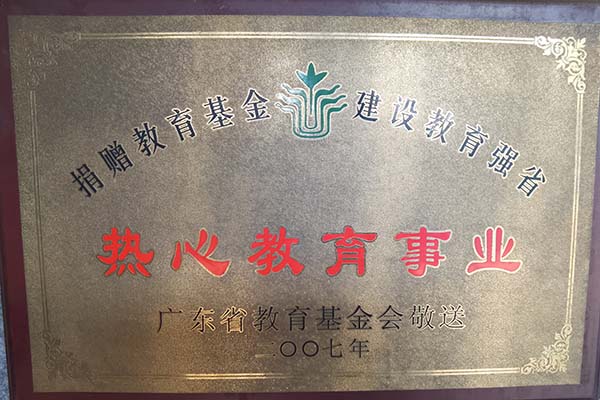 捐赠教育基金 建设教育强省
热心教育事业
广东省教育基金会敬送
二〇〇七年